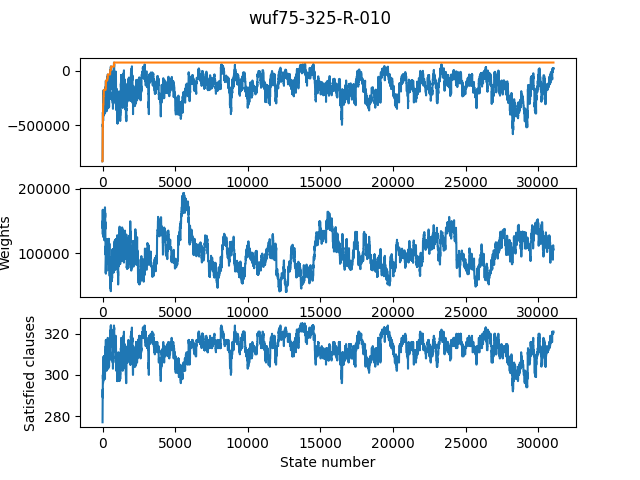 wuf75-325-R-010
0
−500000
0 5000 10000 15000 20000 25000 30000
Weights
200000
100000
0 5000 10000 15000 20000 25000 30000
Satisfied clauses
320
300
280
0 5000 10000 15000 20000 25000 30000
State number